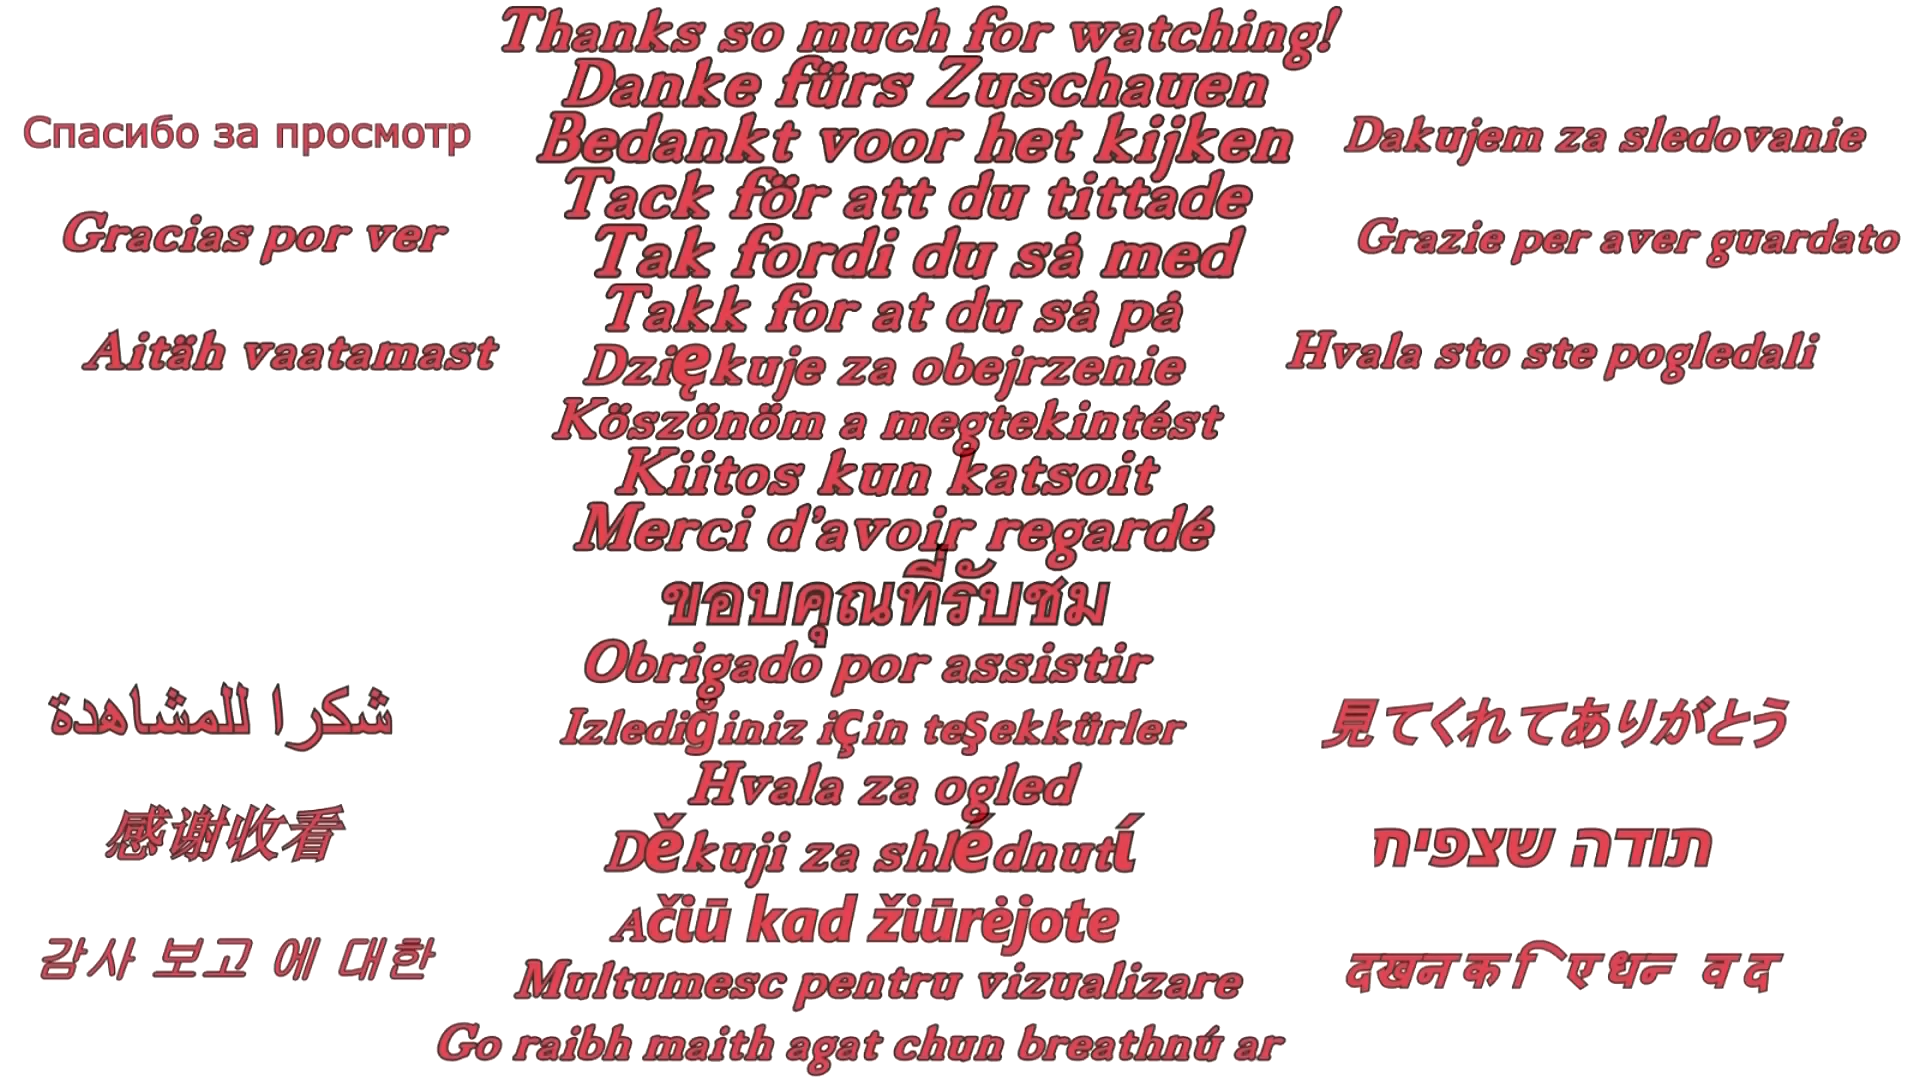 Thanks so much for watching!
Danke fürs Zuschauen
Bedankt voor het kijken
Tack för att du tittade
Tak fordi du så med
Takk for at du så på
Dziękuje za obejrzenie
Köszönöm a megtekintést
Kiitos kun katsoit
Merci d'avoir regardé
ขอบคุณที่รับชม
Obrigado por assistir
Izlediğiniz için teşekkürler
Hvala za ogled
Děkuji za shlédnutí
Ačiū kad žiūrėjote
Multumesc pentru vizualizare
Go raibh maith agat chun breathnú ar
Спасибо за просмотр
Gracias por ver
Aitäh vaatamast
شكرا للمشاهدة
感谢收看
감사 보고 에 대한
Dakujem za sledovanie
Grazie per aver guardato
Hvala sto ste pogledali
見てくれてありがとう
תודה שצפית
दखन क ि एधन्‍ व द